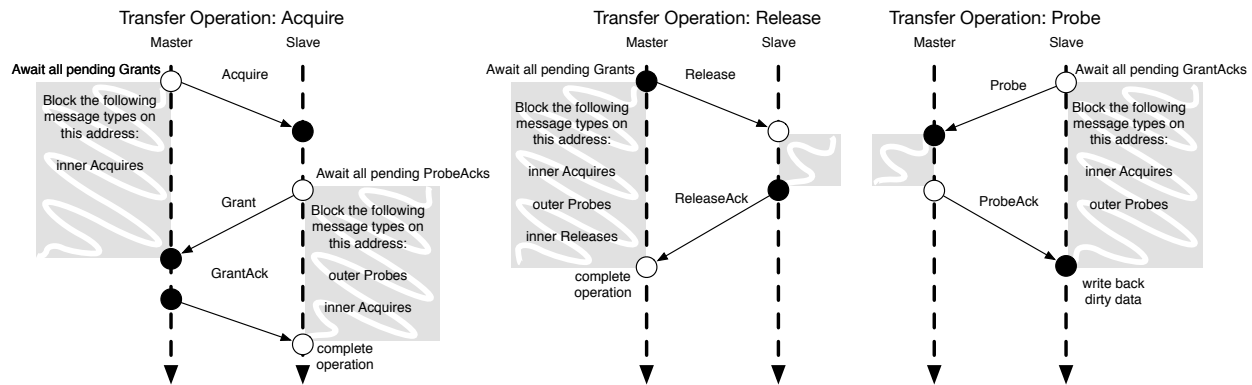 Transfer Operation: Acquire
Master
Slave
Await all pending Grants
Acquire
Block the following
message types on
this address:
inner Acquires
Await all pending ProbeAcks
Grant
Block the following
message types on
this address:
GrantAck
outer Probes
inner Acquires
complete
operation
Transfer Operation: Release
Master
Slave
Await all pending Grants
Release
Block the following
message types on
this address:
inner Acquires
ReleaseAck
outer Probes
inner Releases
complete
operation
Transfer Operation: Probe
Master
Slave
Await all pending GrantAcks
Probe
Block the following
message types on
this address:
inner Acquires
ProbeAck
outer Probes
write back
dirty data